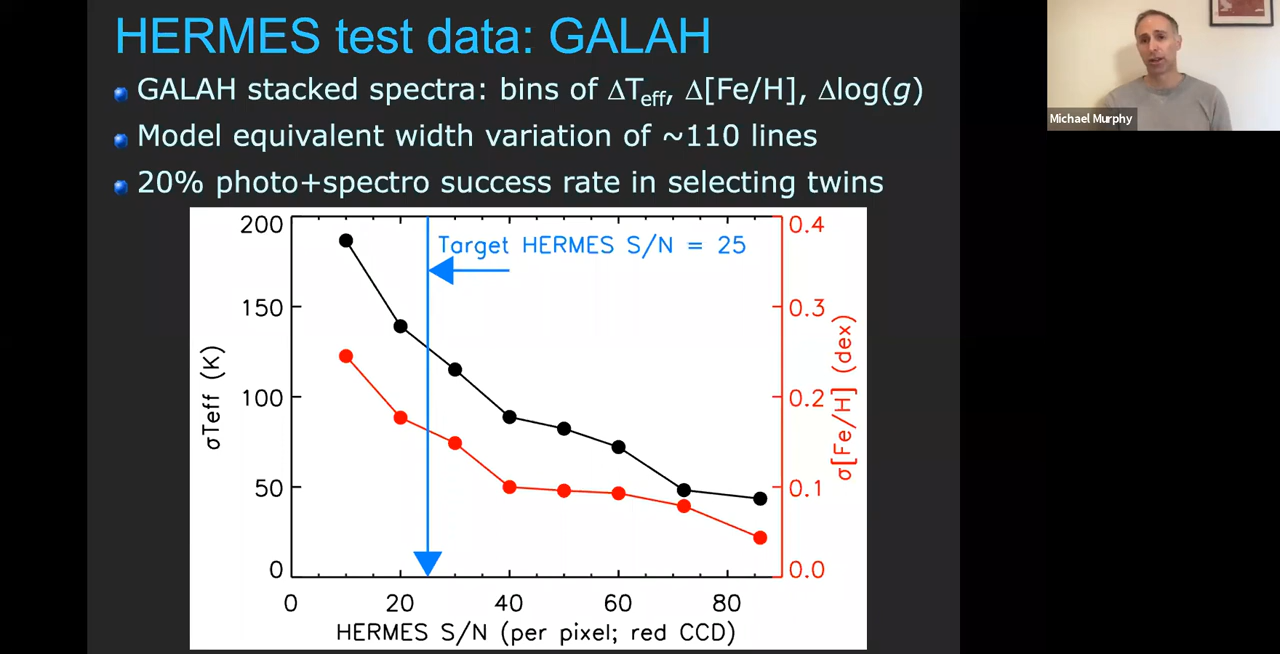 HERMES test data: GALAH
GALAH stacked spectra: bins of ΔTeff, Δ[Fe/H], Δlog(g)
Model equivalent width variation of ~110 lines
20% photo+spectro success rate in selecting twins
Michael Murphy
Target HERMES S/N = 25
200
150
100
50
0
σTeff (K)
0.4
0.3
0.2
0.1
0.0
σ[Fe/H] (dex)
0 20 40 60 80
HERMES S/N (per pixel; red CCD)